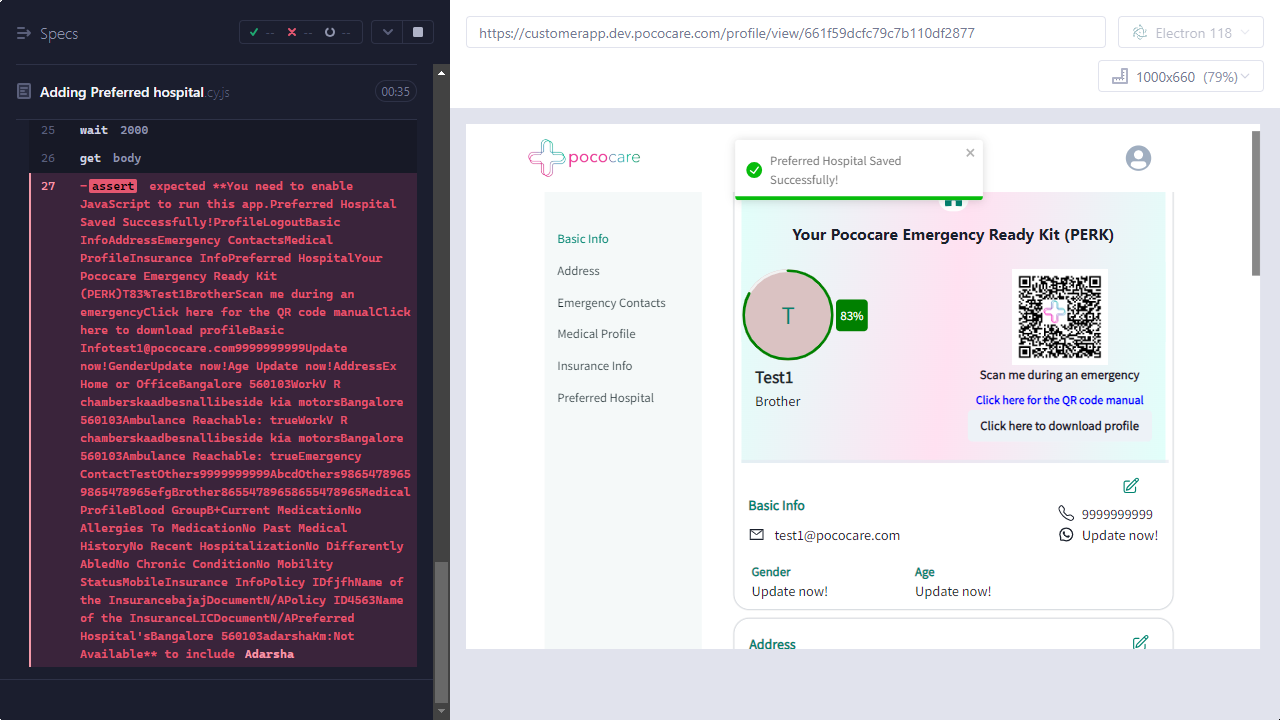 Specs
--
--
--
Adding Preferred hospital.cy.js
00:35
25 wait 2000
26 get body
27 -assert expected **You need to enable
JavaScript to run this app.Preferred Hospital
Saved Successfully!ProfileLogoutBasic
InfoAddressEmergency ContactsMedical
ProfileInsurance InfoPreferred HospitalYour
Pococare Emergency Ready Kit
(PERK)T83%Test1BrotherScan me during an
emergencyClick here for the QR code manualClick
here to download profileBasic
Infotest1@pococare.com9999999999Update
now!GenderUpdate now!Age Update now!AddressEx
Home or OfficeBangalore 560103WorkV R
chamberskaadbesnallibeside kia motorsBangalore
560103Ambulance Reachable: trueWorkV R
chamberskaadbesnallibeside kia motorsBangalore
560103Ambulance Reachable: trueEmergency
ContactTestOthers9999999999AbcdOthers9865478965
9865478965efgBrother86554789658655478965Medical
ProfileBlood GroupB+Current MedicationNo
Allergies To MedicationNo Past Medical
HistoryNo Recent HospitalizationNo Differently
AbledNo Chronic ConditionNo Mobility
StatusMobileInsurance InfoPolicy IDfjfhName of
the InsurancebajajDocumentN/APolicy ID4563Name
of the InsuranceLICDocumentN/APreferred
Hospital'sBangalore 560103adarshaKm:Not
Available** to include Adarsha
https://customerapp.dev.pococare.com/profile/view/661f59dcfc79c7b110df2877
Electron 118
1000x660 (79%)
pococare
Preferred Hospital Saved
Successfully!
Basic Info
Address
Emergency Contacts
Medical Profile
Insurance Info
Preferred Hospital
Your Pococare Emergency Ready Kit (PERK)
T
83%
Test1
Brother
Scan me during an emergency
Click here for the QR code manual
Click here to download profile
Basic Info
9999999999
test1@pococare.com
Update now!
Gender
Age
Update now!
Update now!
Address